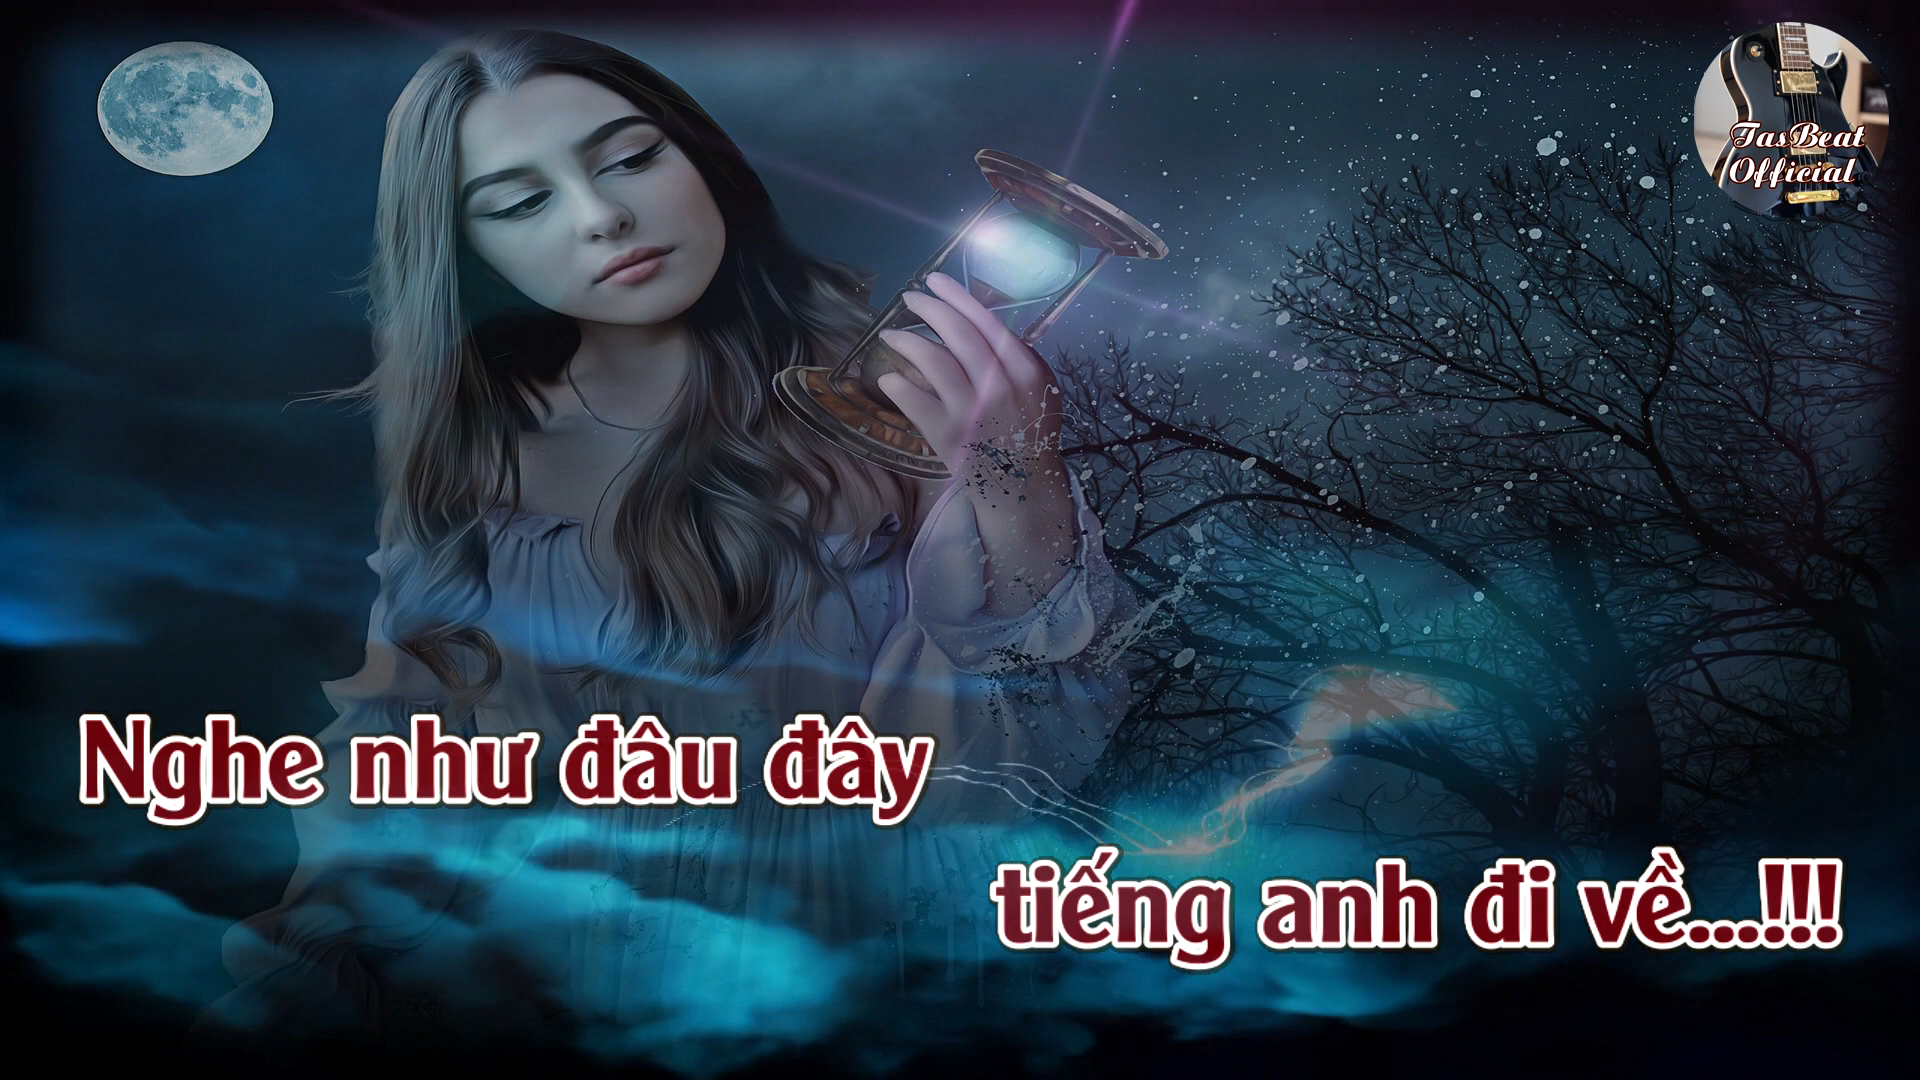 TasBeat
Official
Nghe như đâu đây
tiếng anh đi về...!!!